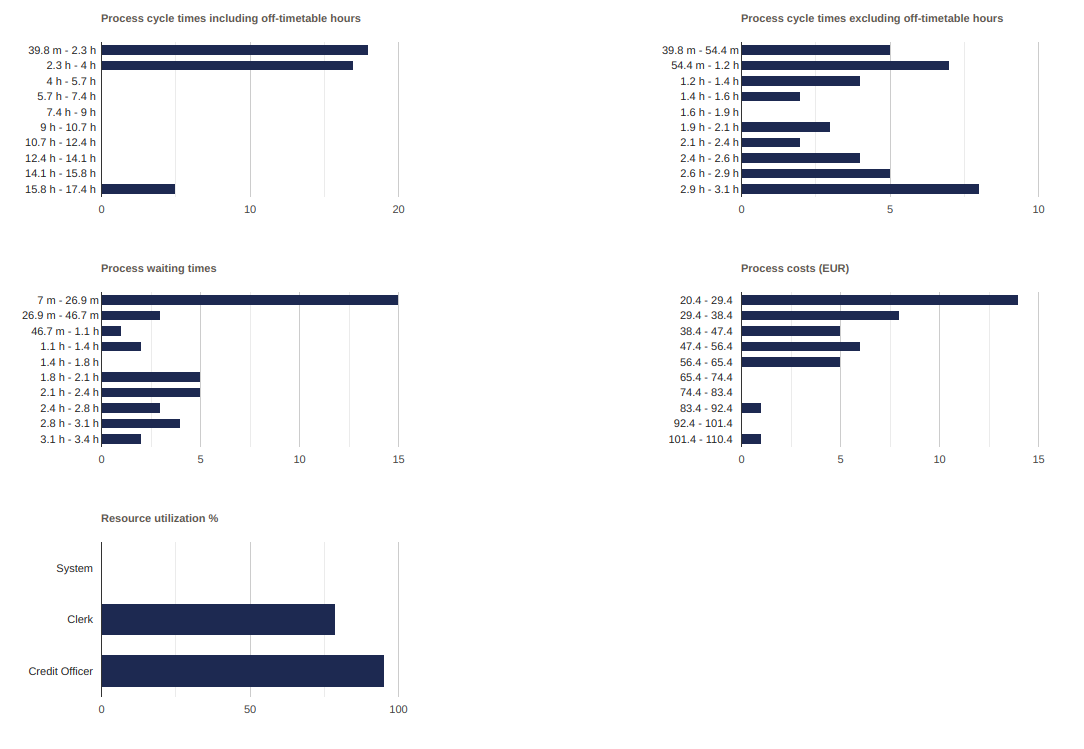 Process cycle times including off-timetable hours
39.8 m - 2.3 h
2.3 h - 4 h
4 h - 5.7 h
5.7 h - 7.4 h
7.4 h - 9 h
9 h - 10.7 h
10.7 h - 12.4 h
12.4 h - 14.1 h
14.1 h - 15.8 h
15.8 h - 17.4 h
0 10 20
Process cycle times excluding off-timetable hours
39.8 m - 54.4 m
54.4 m - 1.2 h
1.2 h - 1.4 h
1.4 h - 1.6 h
1.6 h - 1.9 h
1.9 h - 2.1 h
2.1 h - 2.4 h
2.4 h - 2.6 h
2.6 h - 2.9 h
2.9 h - 3.1 h
0 5 10
Process waiting times
7 m - 26.9 m
26.9 m - 46.7 m
46.7 m - 1.1 h
1.1 h - 1.4 h
1.4 h - 1.8 h
1.8 h - 2.1 h
2.1 h - 2.4 h
2.4 h - 2.8 h
2.8 h - 3.1 h
3.1 h - 3.4 h
0 5 10 15
Process costs (EUR)
20.4 - 29.4
29.4 - 38.4
38.4 - 47.4
47.4 - 56.4
56.4 - 65.4
65.4 - 74.4
74.4 - 83.4
83.4 - 92.4
92.4 - 101.4
101.4 - 110.4
0 5 10 15
Resource utilization %
System
Clerk
Credit Officer
0 50 100